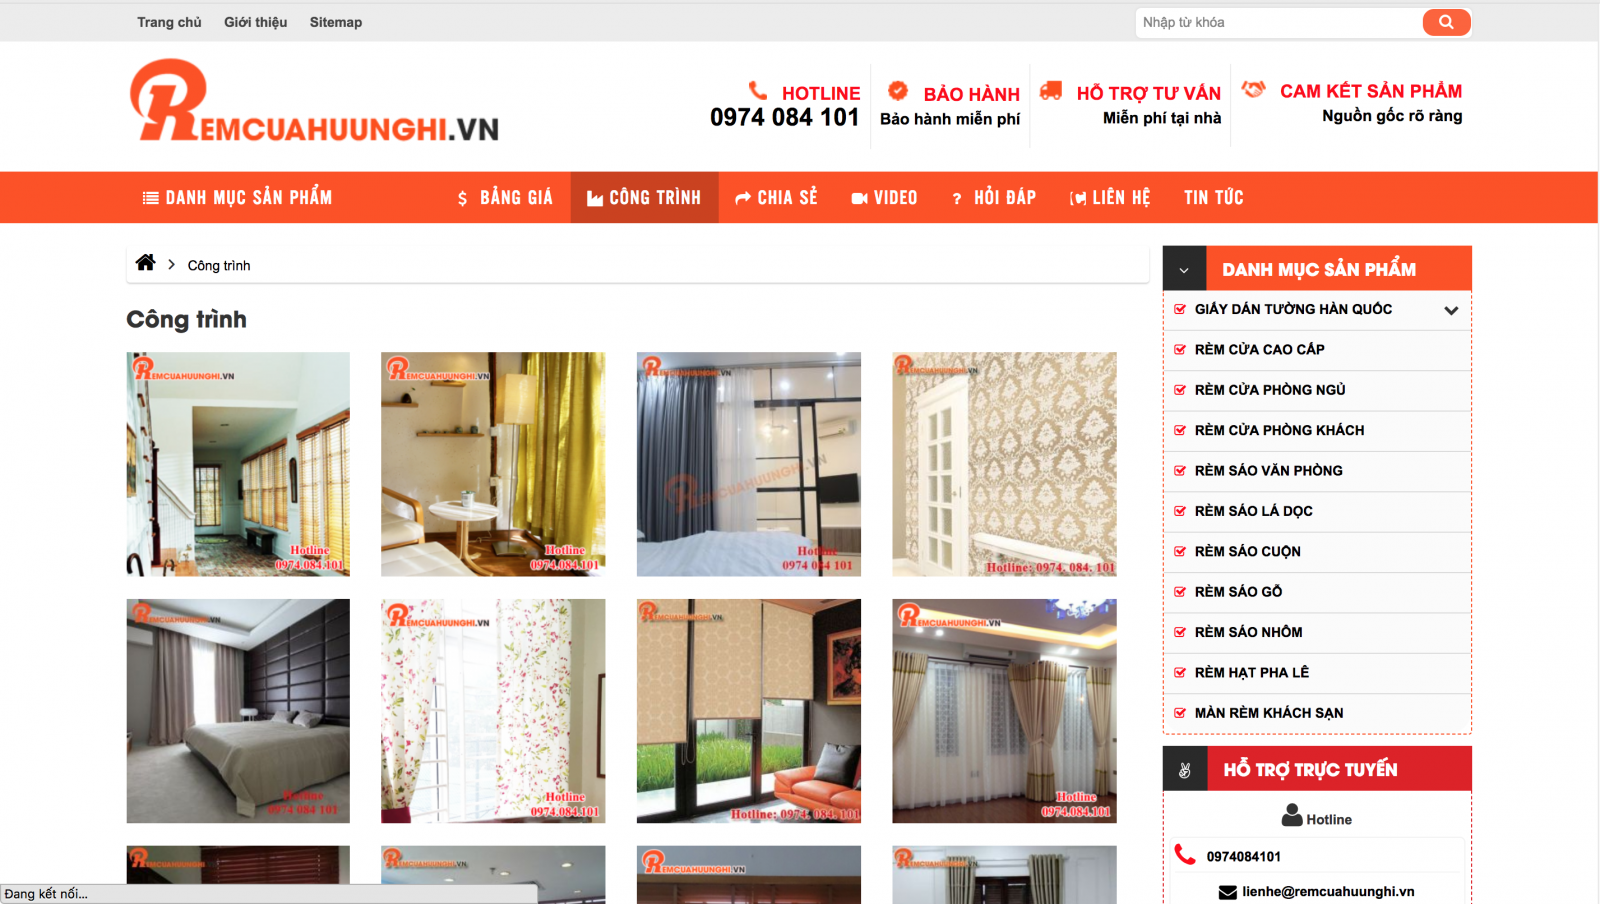 Trang chủ Giới thiệu Sitemap
Nhập từ khóa
REMCUAHUUNGHI.VN
HOTLINE
0974 084 101
BẢO HÀNH
Bảo hành miễn phí
HỖ TRỢ TƯ VẤN
Miễn phí tại nhà
CAM KẾT SẢN PHẨM
Nguồn gốc rõ ràng
DANH MỤC SẢN PHẨM $ BẢNG GIÁ CÔNG TRÌNH CHIA SẺ VIDEO ? HỎI ĐÁP LIÊN HỆ TIN TỨC
Công trình
Công trình
REMCUAHUUNGHI.VN
Hotline
0974.084.101
REMCUAHUUNGHI.VN
Hotline
0974.084.101
REMCUAHUUNGHI.VN
REMCUAHUUNGHI.VN
Hotline
0974 084 101
REMCUAHUUNGHI.VN
Hotline: 0974. 084. 101
REMCUAHUUNGHI.VN
Hotline
0974 084 101
REMCUAHUUNGHI.VN
Hotline
0974.084.101
REMCUAHUUNGHI.VN
Hotline: 0974. 084. 101
REMCUAHUUNGHI.VN
Hotline
0974.084.101
REMCUAHUUNGHI.VN
REMCUAHUUNGHI.VN
REMCUAHUUNGHI.VN
REMCUAHUUNGHI.VN
DANH MỤC SẢN PHẨM
GIẤY DÁN TƯỜNG HÀN QUỐC
RÈM CỬA CAO CẤP
RÈM CỬA PHÒNG NGỦ
RÈM CỬA PHÒNG KHÁCH
RÈM SÁO VĂN PHÒNG
RÈM SÁO LÁ DỌC
RÈM SÁO CUỘN
RÈM SÁO GỖ
RÈM SÁO NHÔM
RÈM HẠT PHA LÊ
MÀN RÈM KHÁCH SẠN
HỖ TRỢ TRỰC TUYẾN
Hotline
0974084101
lienhe@remcuahuunghi.vn
Đang kết nối...